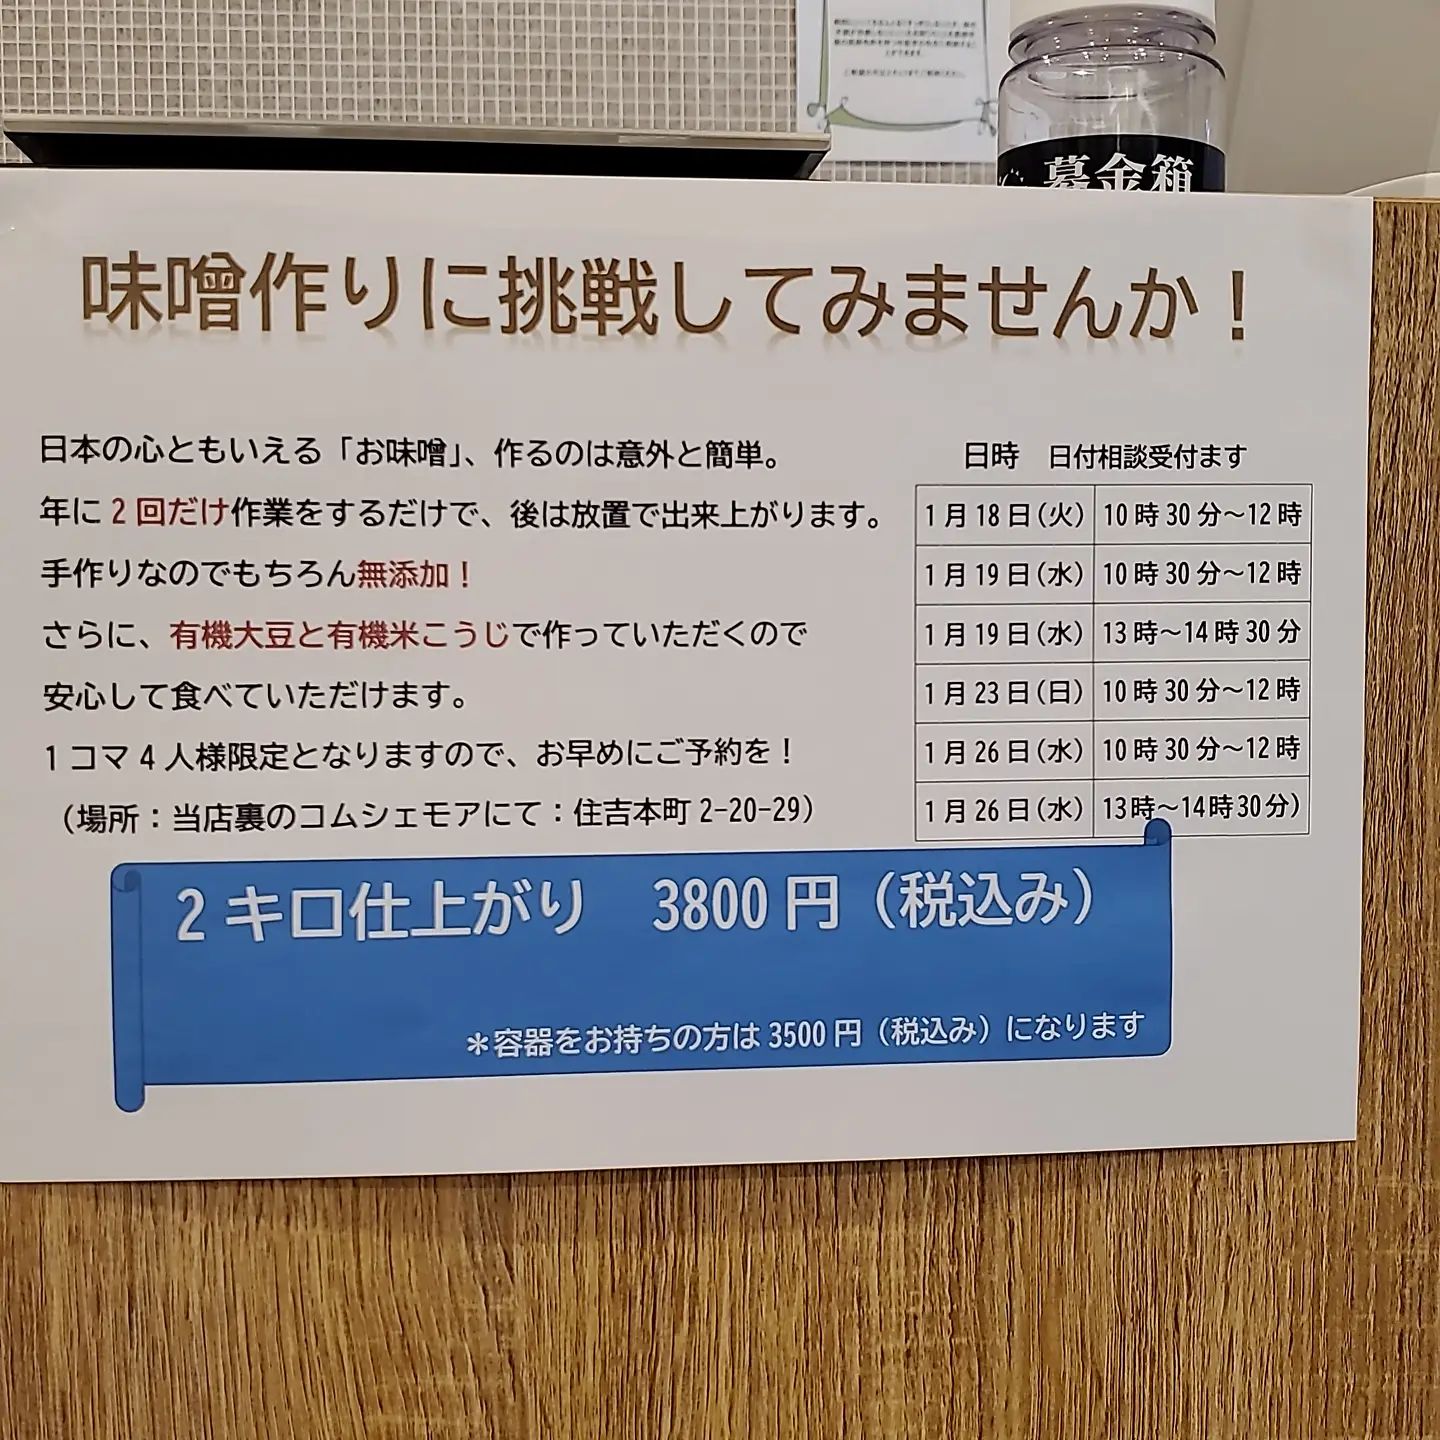 募金箱
味噌作りに挑戦してみませんか！
日本の心ともいえる「お味噌」、作るのは意外と簡単。
年に2回だけ作業をするだけで、後は放置で出来上がります。
手作りなのでもちろん無添加！
さらに、有機大豆と有機米こうじで作っていただくので
安心して食べていただけます。
1コマ4人様限定となりますので、お早めにご予約を！
（場所：当店裏のコムシェモアにて：住吉本町2-20-29）
日時　日付相談受付ます
1月18日(火) 10時30分～12時
1月19日(水) 10時30分～12時
1月19日(水) 13時～14時30分
1月23日(日) 10時30分～12時
1月26日(水) 10時30分～12時
1月26日(水) 13時～14時30分)
2キロ仕上がり　3800円（税込み）
＊容器をお持ちの方は3500円（税込み）になります